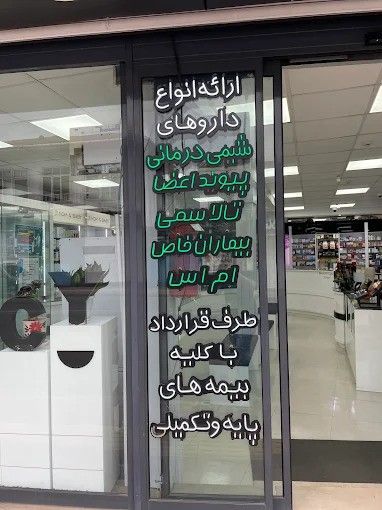 ارائه انواع
داروهای
شیمی درمانی
پیوند اعضا
تالاسمی
بیماران خاص
ام اس
طرف قرارداد
با کلیه
بیمه های
پایه و تکمیلی
CY